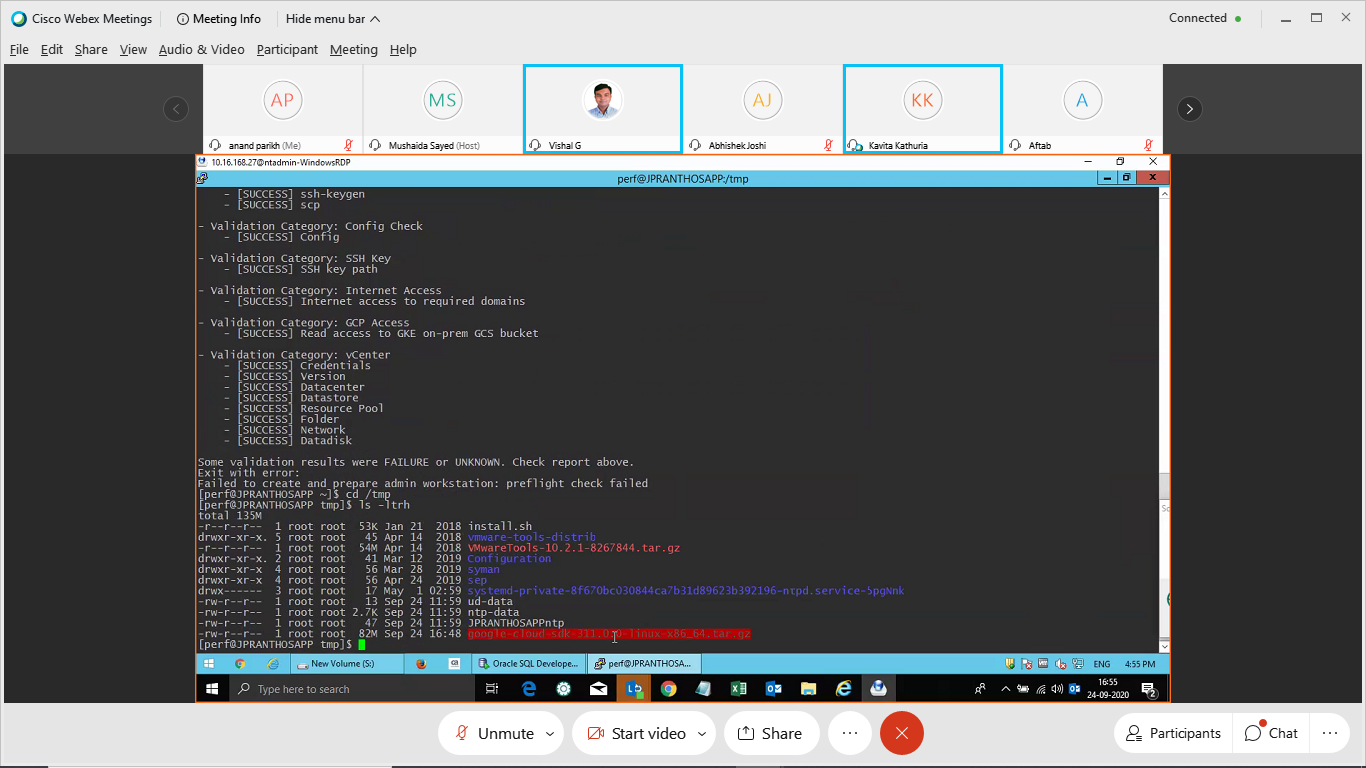 Cisco Webex Meetings Meeting Info Hide menu bar Connected
File Edit Share View Audio & Video Participant Meeting Help
AP MS AJ KK A
anand parikh (Me) Mushaida Sayed (Host) Vishal G Abhishek Joshi Kavita Kathuria Aftab
10.16.168.27@ntadmin-WindowsRDP
perf@JPRANTHOSAPP:/tmp
- [SUCCESS] ssh-keygen
- [SUCCESS] scp
- Validation Category: Config Check
- [SUCCESS] Config
- Validation Category: SSH Key
- [SUCCESS] SSH key path
- Validation Category: Internet Access
- [SUCCESS] Internet access to required domains
- Validation Category: GCP Access
- [SUCCESS] Read access to GKE on-prem GCS bucket
- Validation Category: vCenter
- [SUCCESS] Credentials
- [SUCCESS] Version
- [SUCCESS] Datacenter
- [SUCCESS] Datastore
- [SUCCESS] Resource Pool
- [SUCCESS] Folder
- [SUCCESS] Network
- [SUCCESS] Datadisk
Some validation results were FAILURE or UNKNOWN. Check report above.
Exit with error:
Failed to create and prepare admin workstation: preflight check failed
[perf@JPRANTHOSAPP ~]$ cd /tmp
[perf@JPRANTHOSAPP tmp]$ ls -ltrh
total 135M
-r--r--r-- 1 root root 53K Jan 21 2018 install.sh
drwxr-xr-x. 5 root root 45 Apr 14 2018 vmware-tools-distrib
-r--r--r-- 1 root root 54M Apr 14 2018 VMwareTools-10.2.1-8267844.tar.gz
drwxr-xr-x. 2 root root 41 Mar 12 2019 Configuration
drwxr-xr-x 4 root root 56 Mar 28 2019 syman
drwxr-xr-x 4 root root 56 Apr 24 2019 sep
drwx------ 3 root root 17 May 1 02:59 systemd-private-8f670bc030844ca7b31d89623b392196-ntpd.service-5pgNnk
-rw-r--r-- 1 root root 13 Sep 24 11:59 ud-data
-rw-r--r-- 1 root root 2.7K Sep 24 11:59 ntp-data
-rw-r--r-- 1 root root 47 Sep 24 11:59 JPRANTHOSAPPntp
-rw-r--r-- 1 root root 82M Sep 24 16:48 google-cloud-sdk-311.0.0-linux-x86_64.tar.gz
[perf@JPRANTHOSAPP tmp]$
New Volume (S:) Oracle SQL Develope... perf@JPRANTHOSA... ENG 4:55 PM
Type here to search 16:55
24-09-2020
2
Unmute Start video Share Participants Chat